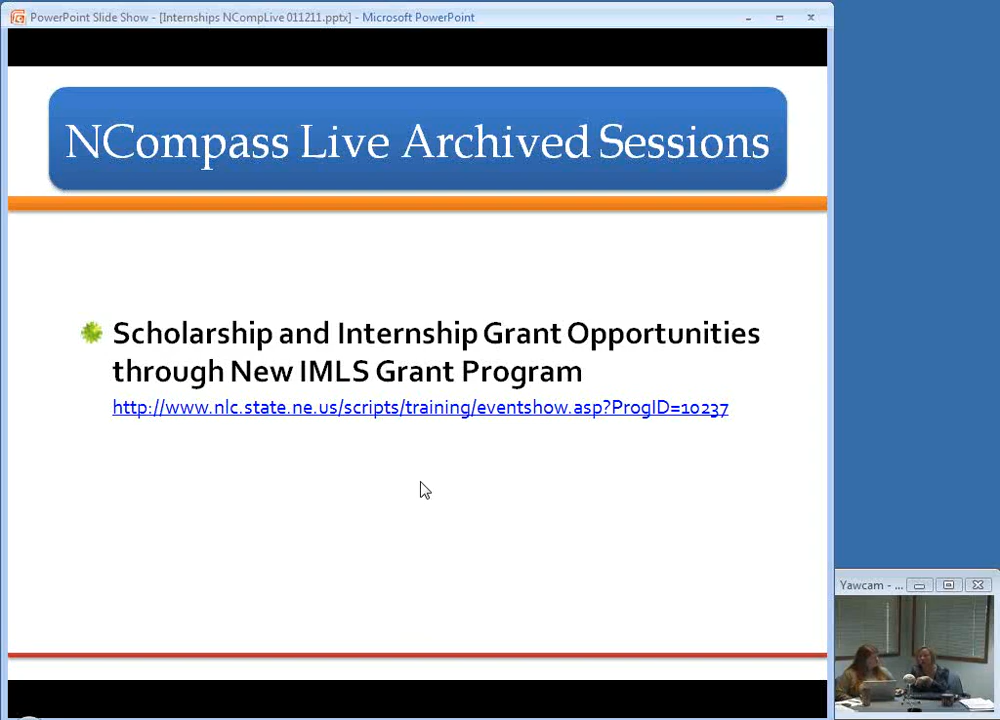 PowerPoint Slide Show - [Internships NCompLive 011211.pptx] - Microsoft PowerPoint
NCompass Live Archived Sessions
Scholarship and Internship Grant Opportunities
through New IMLS Grant Program
http://www.nlc.state.ne.us/scripts/training/eventshow.asp?ProgID=10237
Yawcam - ...